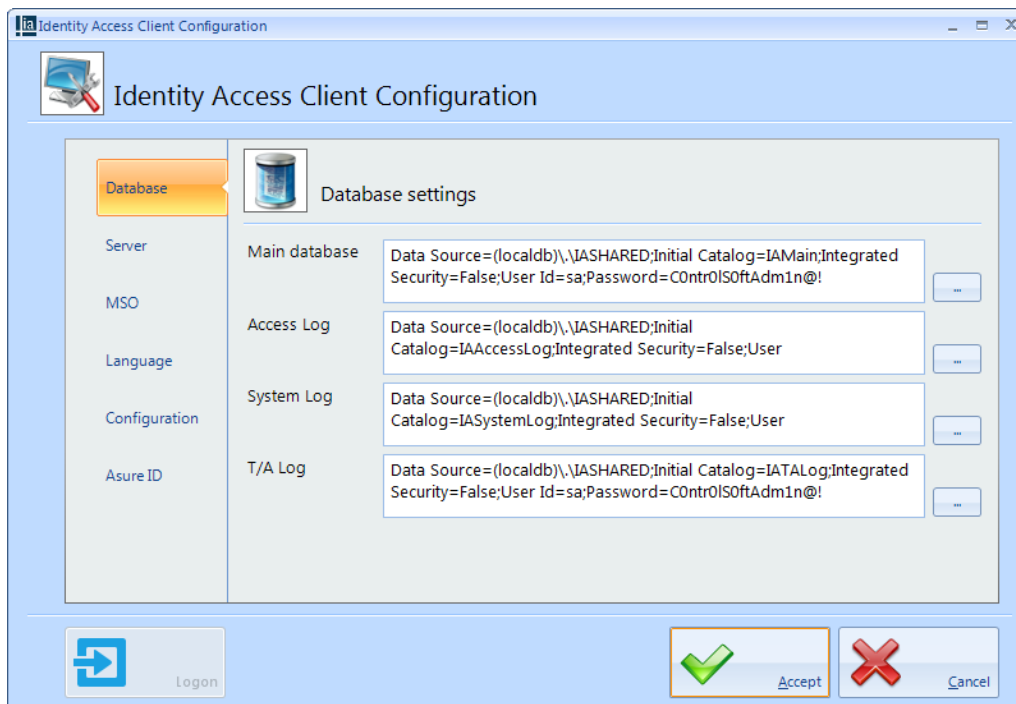 ia Identity Access Client Configuration
Identity Access Client Configuration
Database
Server
MSO
Language
Configuration
Asure ID
Database settings
Main database
Data Source=(localdb)\.\IASHARED;Initial Catalog=IAMain;Integrated
Security=False;User Id=sa;Password=C0ntr0lS0ftAdm1n@!
...
Access Log
Data Source=(localdb)\.\IASHARED;Initial
Catalog=IAAccessLog;Integrated Security=False;User
...
System Log
Data Source=(localdb)\.\IASHARED;Initial
Catalog=IASystemLog;Integrated Security=False;User
...
T/A Log
Data Source=(localdb)\.\IASHARED;Initial Catalog=IATALog;Integrated
Security=False;User Id=sa;Password=C0ntr0lS0ftAdm1n@!
...
Logon
Accept
Cancel